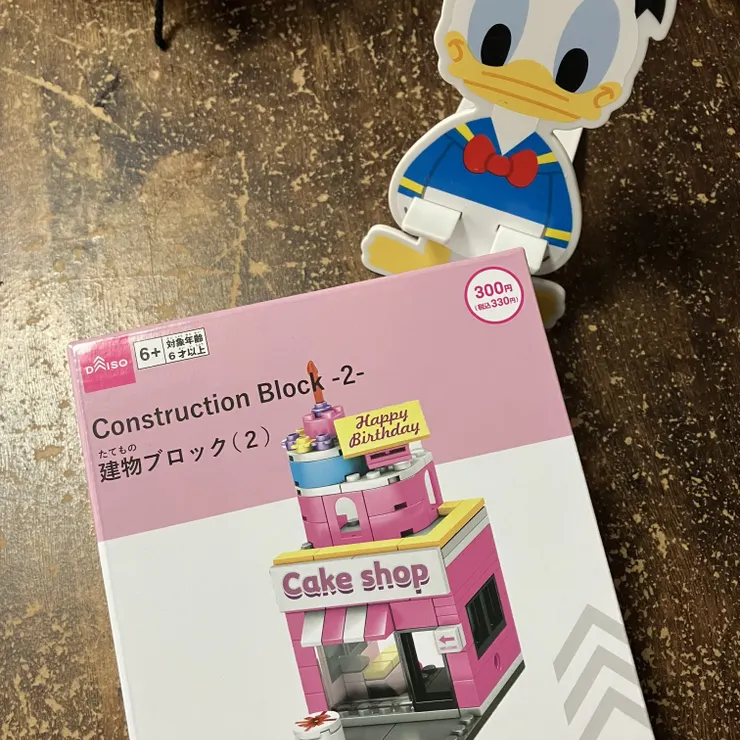 300円
(税込330円)
DAISO
6+
対象年齢
6才以上
Construction Block -2-
たてもの
建物ブロック(2)
Happy
Birthday
Cake shop